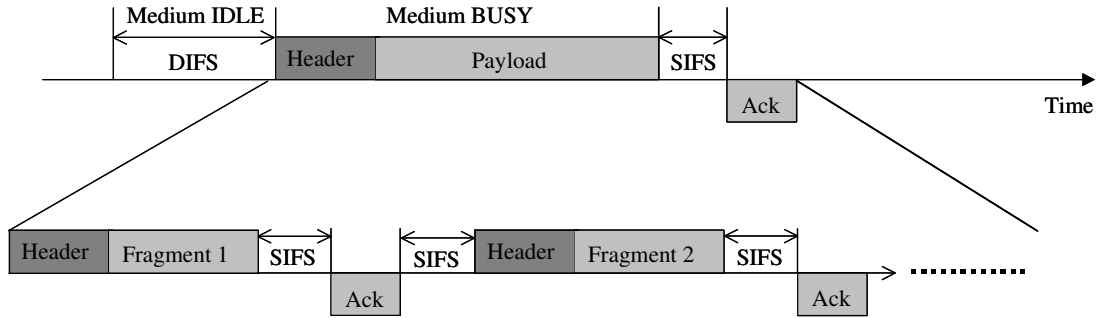 Medium IDLE
Medium BUSY
DIFS
Header
Payload
SIFS
Ack
Time
Header
Fragment 1
SIFS
Ack
SIFS
Header
Fragment 2
SIFS
Ack